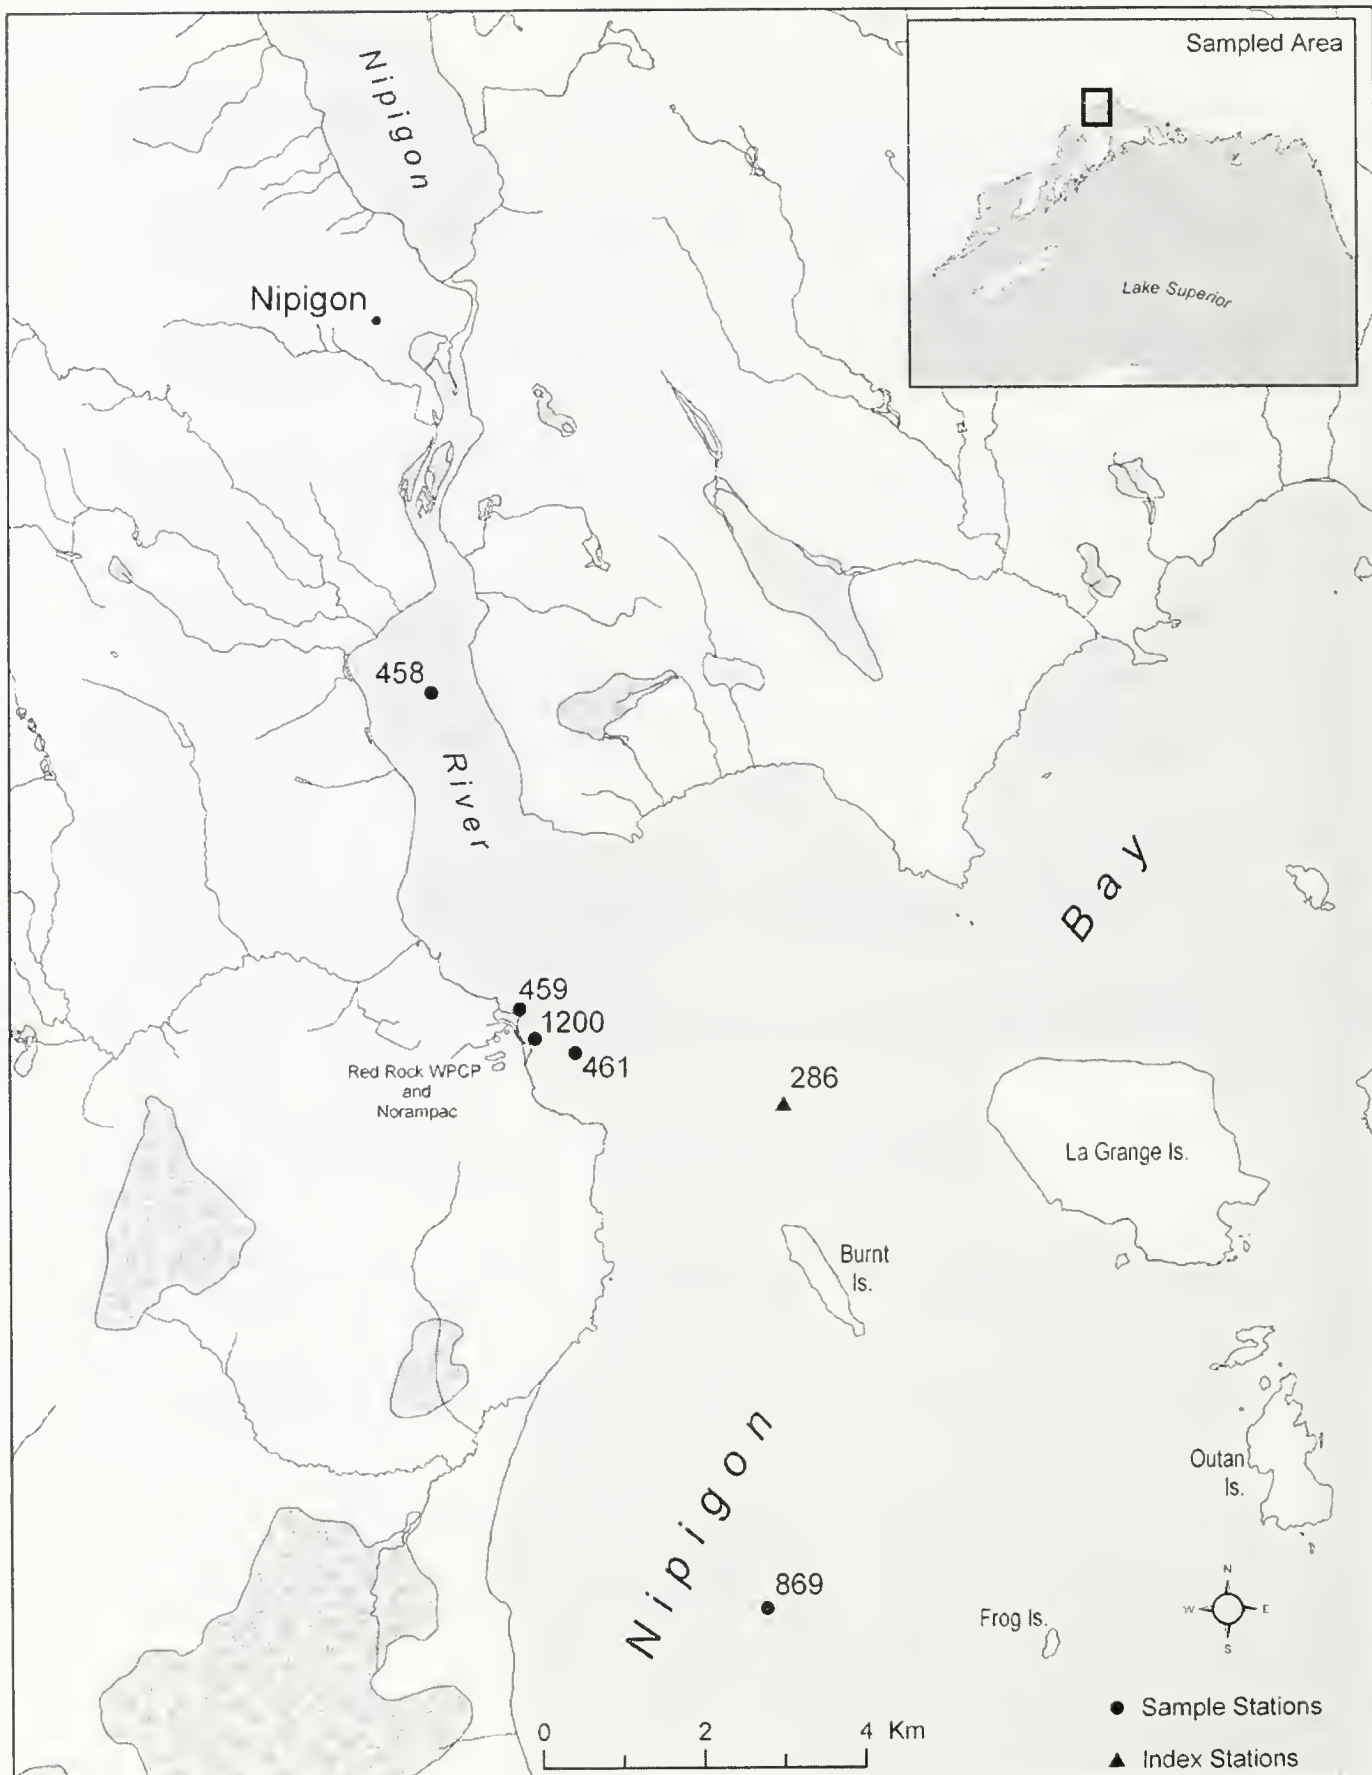 Sampled Area
Nipigon
Lake Superior
Nipigon
458
River
Bay
459
1200
461
286
Red Rock WPCP
and
Norampac
La Grange Is.
Burnt
Is.
Nipigon
Outan
Is.
869
Frog Is.
N
W
E
S
0 2 4 Km
Sample Stations
Index Stations